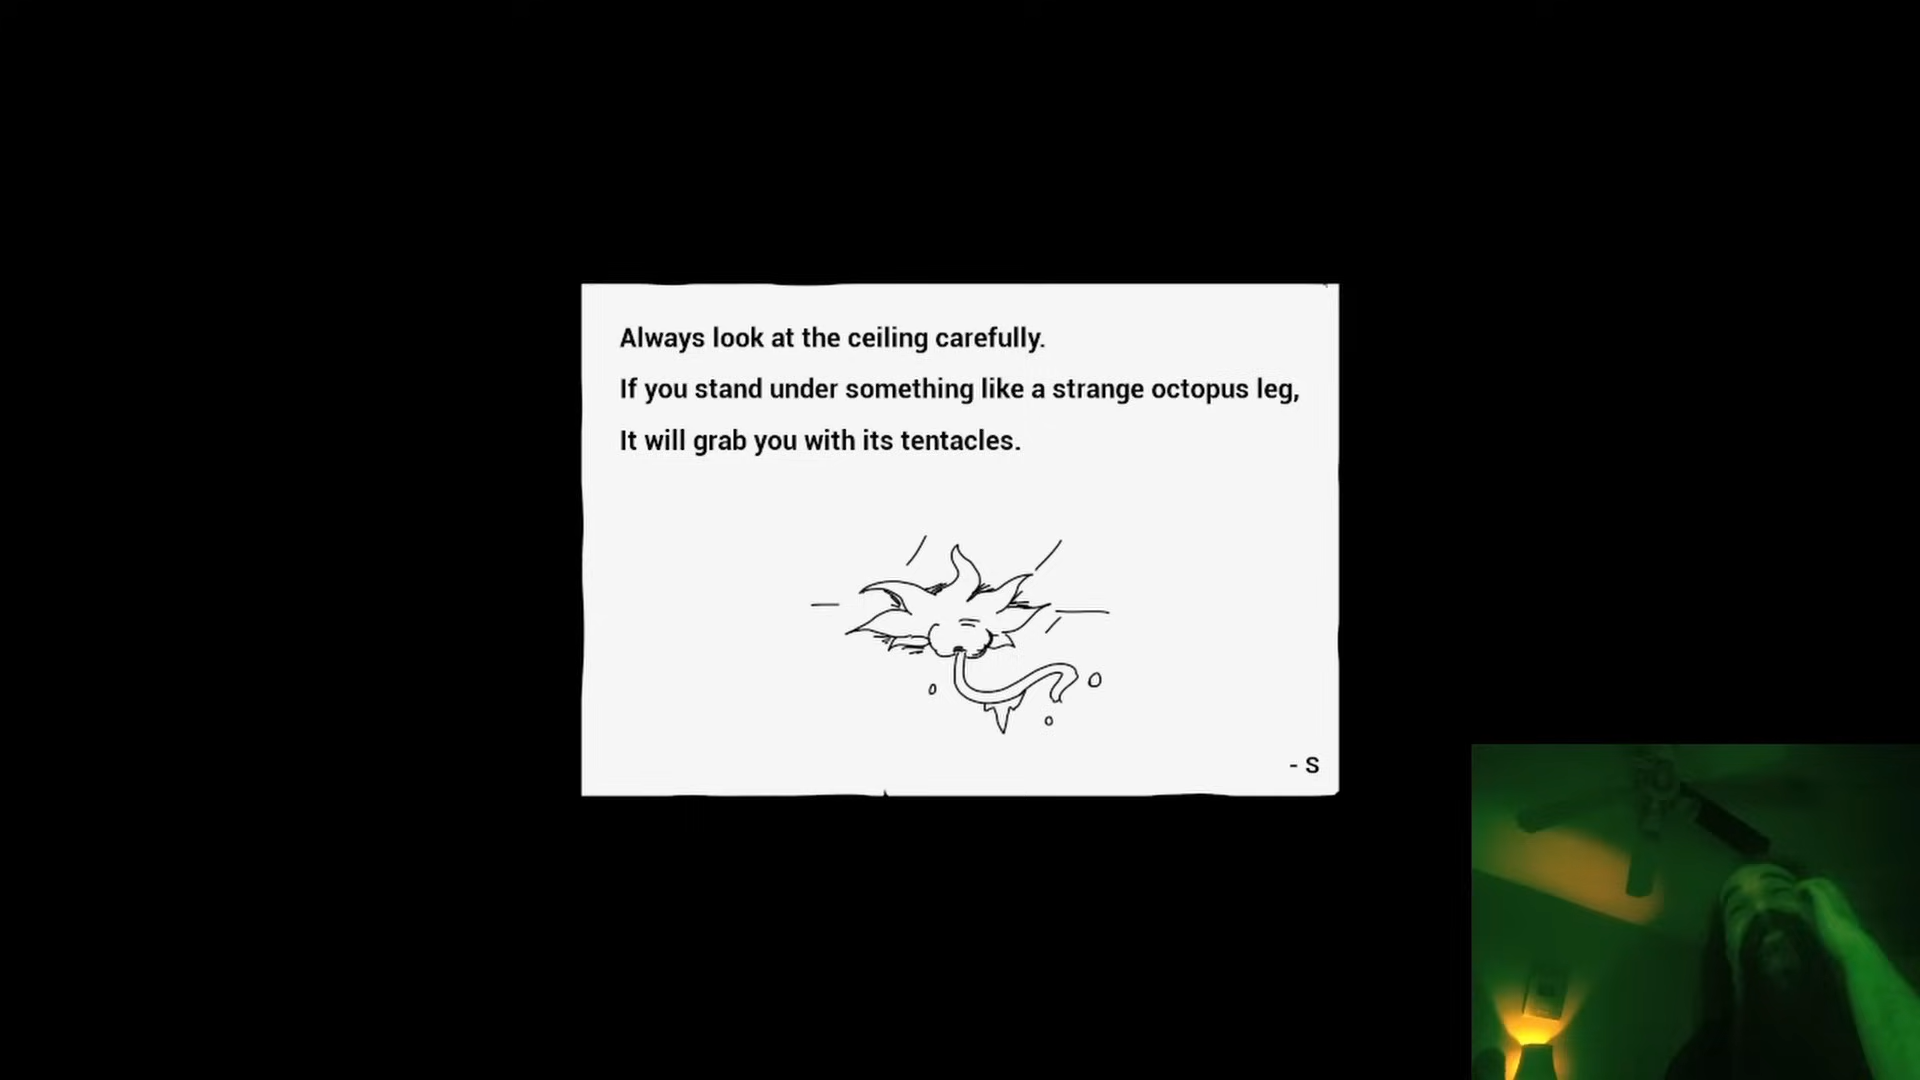 Always look at the ceiling carefully.
If you stand under something like a strange octopus leg,
It will grab you with its tentacles.
- S